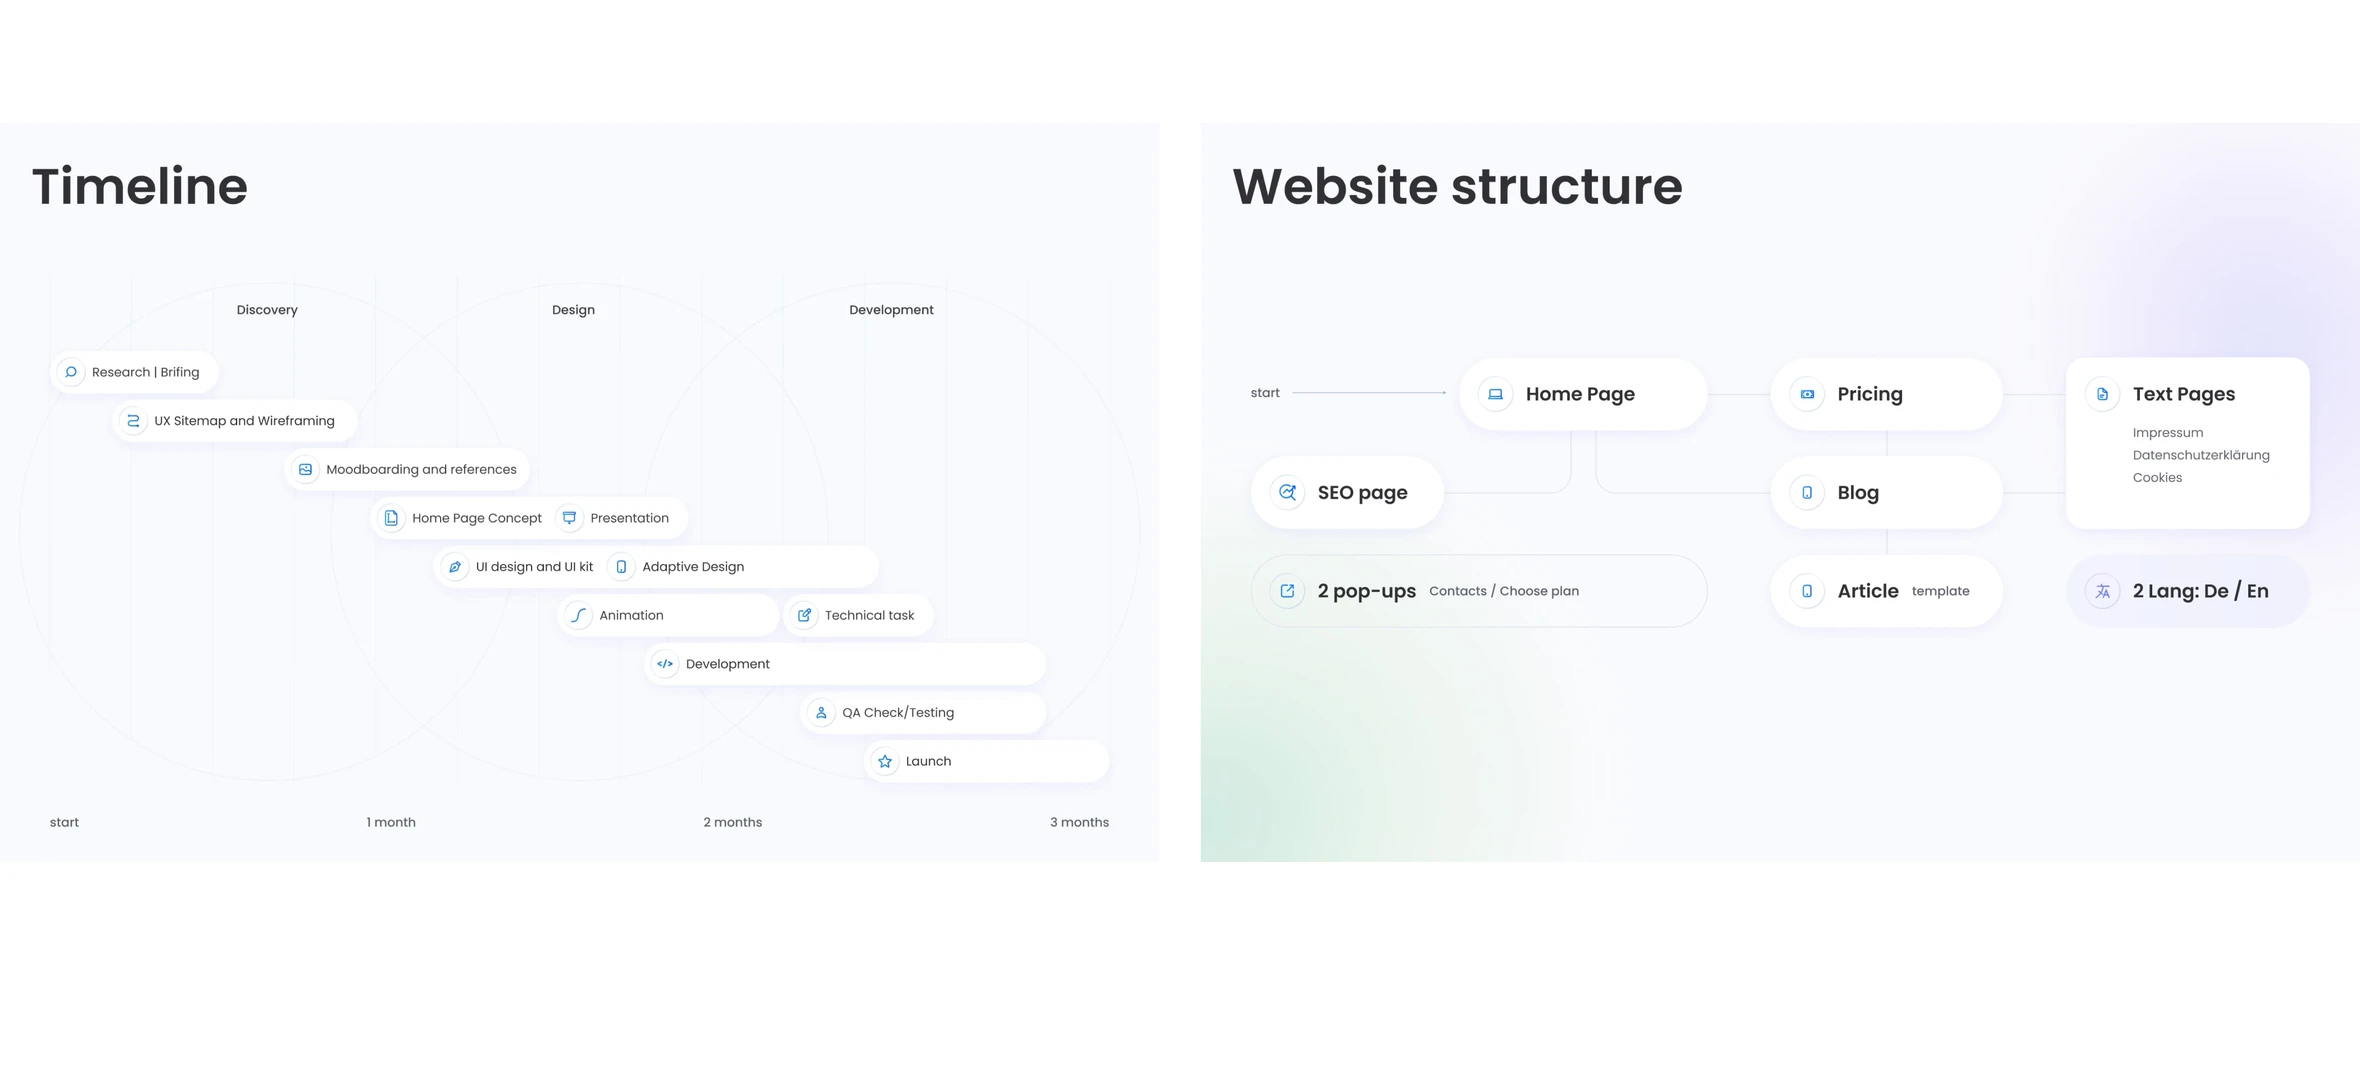 Timeline
Discovery
Design
Development
Research | Brifing
UX Sitemap and Wireframing
Moodboarding and references
Home Page Concept
Presentation
UI design and UI kit
Adaptive Design
Animation
Technical task
Development
QA Check/Testing
Launch
start
1 month
2 months
3 months
Website structure
start
Home Page
Pricing
Text Pages
Impressum
Datenschutzerklärung
Cookies
SEO page
Blog
2 pop-ups Contacts / Choose plan
Article template
2 Lang: De / En